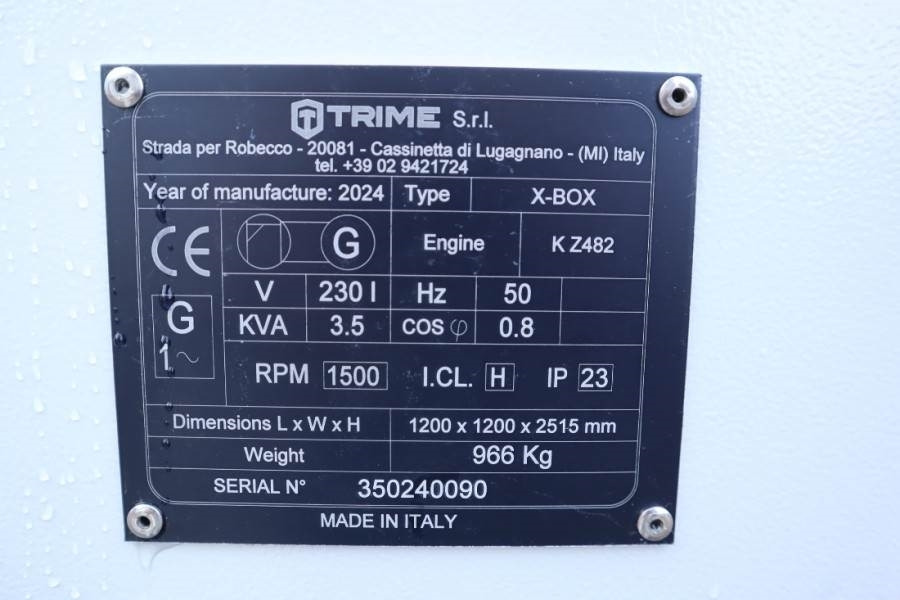 TRIME S.r.l.
Strada per Robecco - 20081 - Cassinetta di Lugagnano - (MI) Italy
tel. +39 02 9421724
Year of manufacture: 2024 Type X-BOX
CE G Engine K Z482
V 230 I Hz 50
G 1~ KVA 3.5 COS φ 0.8
RPM 1500 I.CL. H IP 23
Dimensions L x W x H 1200 x 1200 x 2515 mm
Weight 966 Kg
SERIAL N° 350240090
MADE IN ITALY